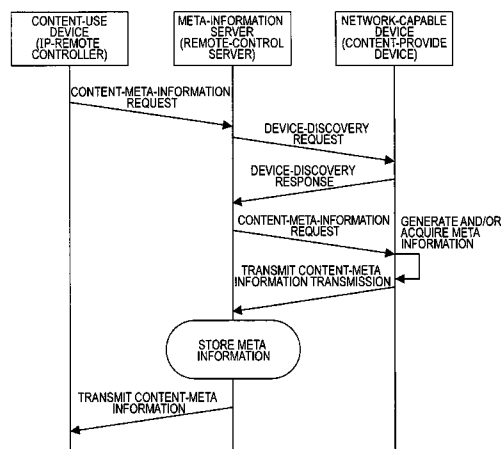 CONTENT-USE
DEVICE
(IP-REMOTE
CONTROLLER)
META-INFORMATION
SERVER
(REMOTE-CONTROL
SERVER)
NETWORK-CAPABLE
DEVICE
(CONTENT-PROVIDE
DEVICE)
CONTENT-META-INFORMATION
REQUEST
DEVICE-DISCOVERY
REQUEST
DEVICE-DISCOVERY
RESPONSE
CONTENT-META-INFORMATION
REQUEST
GENERATE AND/OR
ACQUIRE META
INFORMATION
TRANSMIT CONTENT-META
INFORMATION TRANSMISSION
STORE META
INFORMATION
TRANSMIT CONTENT-META
INFORMATION